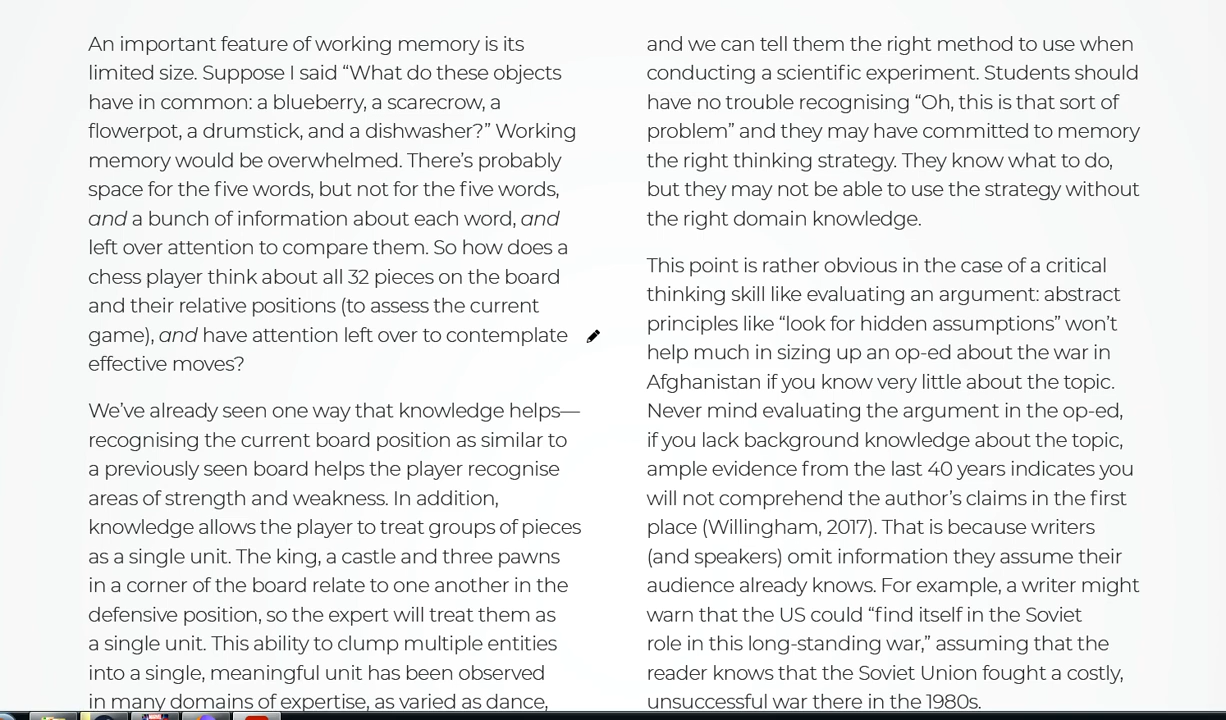 An important feature of working memory is its
limited size. Suppose I said “What do these objects
have in common: a blueberry, a scarecrow, a
flowerpot, a drumstick, and a dishwasher?” Working
memory would be overwhelmed. There’s probably
space for the five words, but not for the five words,
and a bunch of information about each word, and
left over attention to compare them. So how does a
chess player think about all 32 pieces on the board
and their relative positions (to assess the current
game), and have attention left over to contemplate
effective moves?
We’ve already seen one way that knowledge helps—
recognising the current board position as similar to
a previously seen board helps the player recognise
areas of strength and weakness. In addition,
knowledge allows the player to treat groups of pieces
as a single unit. The king, a castle and three pawns
in a corner of the board relate to one another in the
defensive position, so the expert will treat them as
a single unit. This ability to clump multiple entities
into a single, meaningful unit has been observed
in many domains of expertise, as varied as dance,
and we can tell them the right method to use when
conducting a scientific experiment. Students should
have no trouble recognising “Oh, this is that sort of
problem” and they may have committed to memory
the right thinking strategy. They know what to do,
but they may not be able to use the strategy without
the right domain knowledge.
This point is rather obvious in the case of a critical
thinking skill like evaluating an argument: abstract
principles like “look for hidden assumptions” won’t
help much in sizing up an op-ed about the war in
Afghanistan if you know very little about the topic.
Never mind evaluating the argument in the op-ed,
if you lack background knowledge about the topic,
ample evidence from the last 40 years indicates you
will not comprehend the author’s claims in the first
place (Willingham, 2017). That is because writers
(and speakers) omit information they assume their
audience already knows. For example, a writer might
warn that the US could “find itself in the Soviet
role in this long-standing war,” assuming that the
reader knows that the Soviet Union fought a costly,
unsuccessful war there in the 1980s.